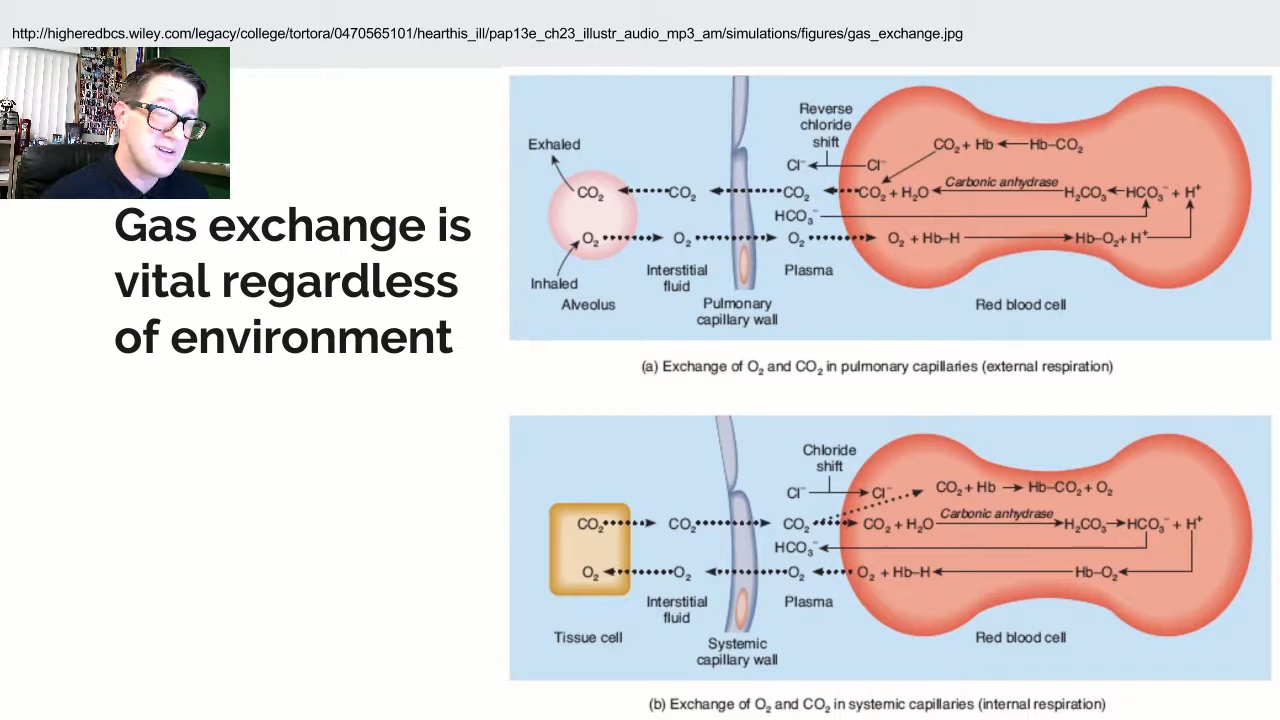 http://higheredbcs.wiley.com/legacy/college/tortora/0470565101/hearthis_ill/pap13e_ch23_illustr_audio_mp3_am/simulations/figures/gas_exchange.jpg
Gas exchange is
vital regardless
of environment
Reverse
chloride
shift
Exhaled
CO₂ + Hb Hb–CO₂
Cl⁻ Cl⁻
Carbonic anhydrase
CO₂ CO₂ CO₂ CO₂ + H₂O H₂CO₃ HCO₃⁻ + H⁺
HCO₃⁻
O₂ O₂ O₂ O₂ + Hb–H Hb–O₂ + H⁺
Inhaled
Interstitial
fluid
Plasma
Alveolus
Pulmonary
capillary wall
Red blood cell
(a) Exchange of O₂ and CO₂ in pulmonary capillaries (external respiration)
Chloride
shift
Cl⁻ Cl⁻ CO₂ + Hb Hb–CO₂ + O₂
Carbonic anhydrase
CO₂ CO₂ CO₂ CO₂ + H₂O H₂CO₃ HCO₃⁻ + H⁺
HCO₃⁻
O₂ O₂ O₂ O₂ + Hb–H Hb–O₂
Interstitial
fluid
Plasma
Tissue cell
Systemic
capillary wall
Red blood cell
(b) Exchange of O₂ and CO₂ in systemic capillaries (internal respiration)